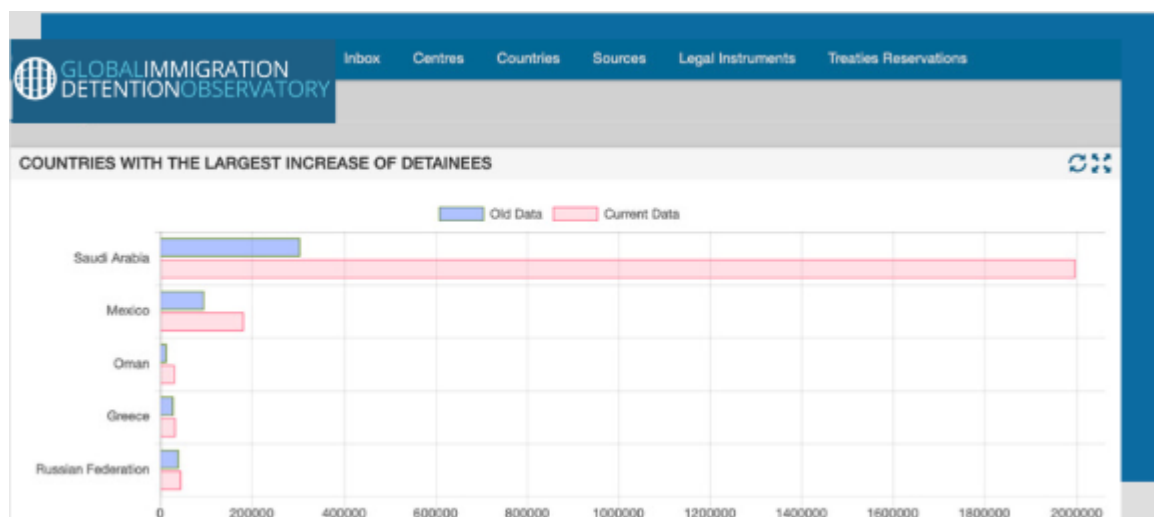 GLOBALIMMIGRATION
DETENTIONOBSERVATORY
Inbox Centres Countries Sources Legal Instruments Treaties Reservations
COUNTRIES WITH THE LARGEST INCREASE OF DETAINEES
Old Data Current Data
Saudi Arabia
Mexico
Oman
Greece
Russian Federation
0 200000 400000 600000 800000 1000000 1200000 1400000 1600000 1800000 2000000